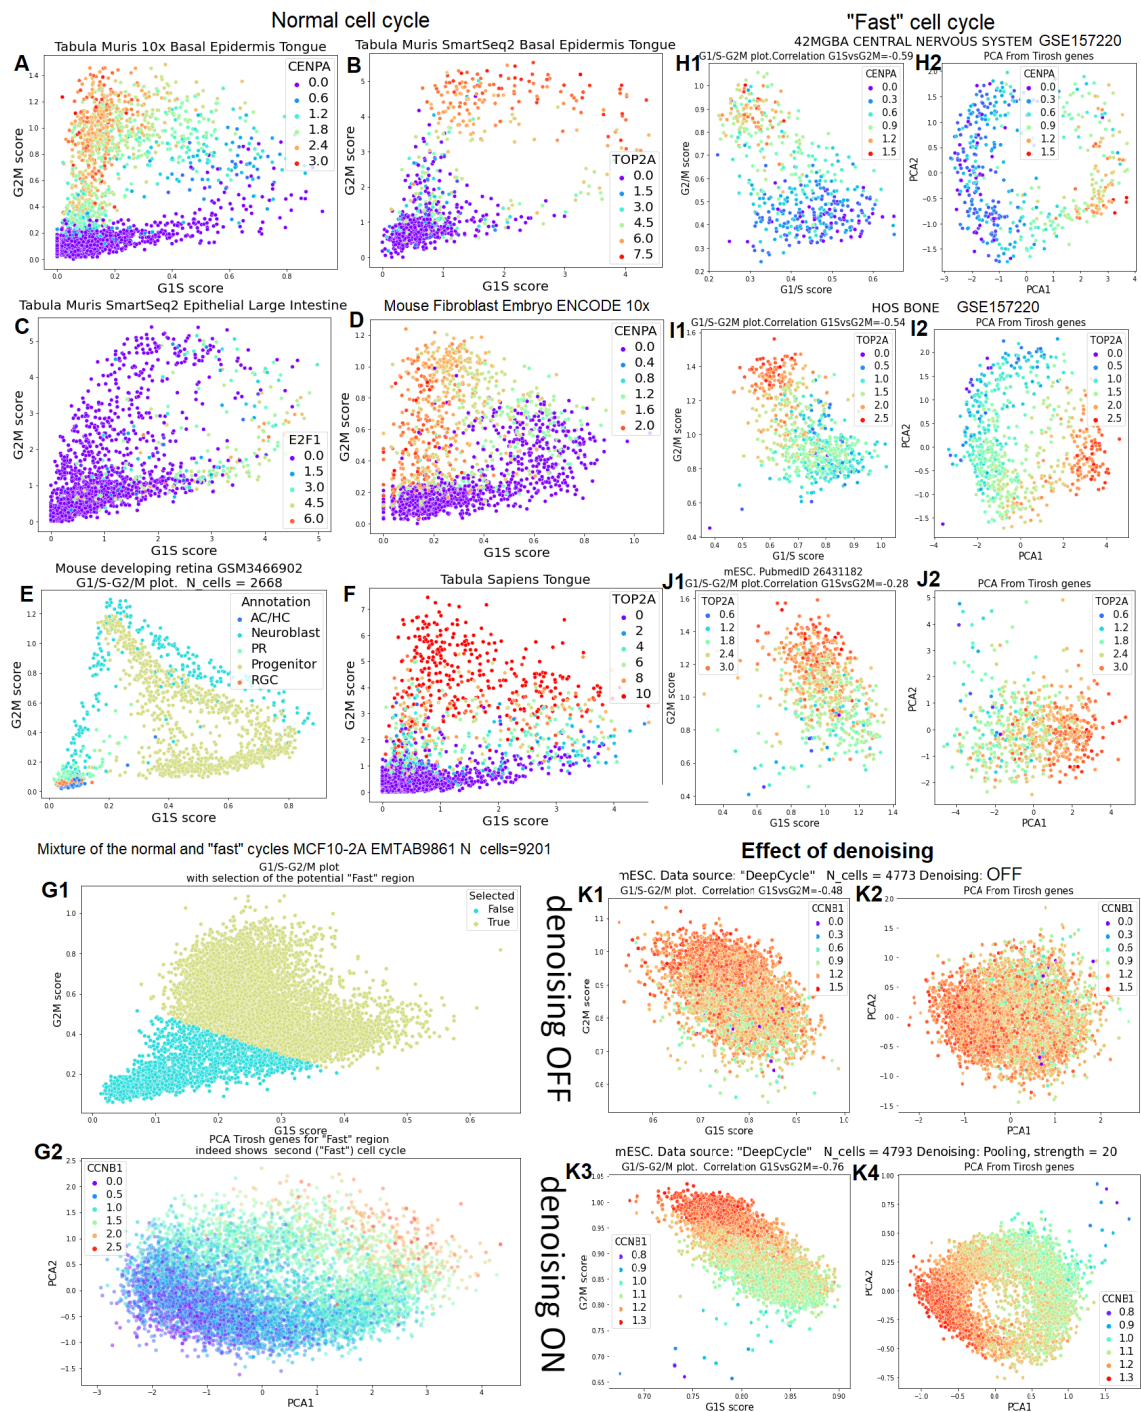 Normal cell cycle
"Fast" cell cycle
A
Tabula Muris 10x Basal Epidermis Tongue
CENPA
0.0
0.6
1.2
1.8
2.4
3.0
G2M score
G1S score
B
Tabula Muris SmartSeq2 Basal Epidermis Tongue
TOP2A
0.0
1.5
3.0
4.5
6.0
7.5
G2M score
G1S score
42MGBA CENTRAL NERVOUS SYSTEM GSE157220
H1
G1/S-G2M plot.Correlation G1SvsG2M=-0.59
CENPA
0.0
0.3
0.6
0.9
1.2
1.5
G2/M score
G1/S score
H2
PCA From Tirosh genes
CENPA
0.0
0.3
0.6
0.9
1.2
1.5
PCA2
PCA1
C
Tabula Muris SmartSeq2 Epithelial Large Intestine
E2F1
0.0
1.5
3.0
4.5
6.0
G2M score
G1S score
D
Mouse Fibroblast Embryo ENCODE 10x
CENPA
0.0
0.4
0.8
1.2
1.6
2.0
G2M score
G1S score
HOS BONE GSE157220
I1
G1/S-G2M plot.Correlation G1SvsG2M=-0.54
TOP2A
0.0
0.5
1.0
1.5
2.0
2.5
G2/M score
G1/S score
I2
PCA From Tirosh genes
TOP2A
0.0
0.5
1.0
1.5
2.0
2.5
PCA2
PCA1
E
Mouse developing retina GSM3466902
G1/S-G2/M plot. N_cells = 2668
Annotation
AC/HC
Neuroblast
PR
Progenitor
RGC
G2M score
G1S score
F
Tabula Sapiens Tongue
TOP2A
0
2
4
6
8
10
G2M score
G1S score
J1
mESC. PubmedID 26431182
G1/S-G2/M plot.Correlation G1SvsG2M=-0.28
TOP2A
0.6
1.2
1.8
2.4
3.0
G2M score
G1S score
J2
PCA From Tirosh genes
TOP2A
0.6
1.2
1.8
2.4
3.0
PCA2
PCA1
Mixture of the normal and "fast" cycles MCF10-2A EMTAB9861 N cells=9201
G1
G1/S-G2/M plot
with selection of the potential "Fast" region
Selected
False
True
G2M score
G1S score
G2
PCA Tirosh genes for "Fast" region
indeed shows second ("Fast") cell cycle
CCNB1
0.0
0.5
1.0
1.5
2.0
2.5
PCA2
PCA1
Effect of denoising
denoising OFF
mESC. Data source: "DeepCycle" N_cells = 4773 Denoising: OFF
K1
G1/S-G2/M plot. Correlation G1SvsG2M=-0.48
CCNB1
0.0
0.3
0.6
0.9
1.2
1.5
G2M score
G1S score
K2
PCA From Tirosh genes
CCNB1
0.0
0.3
0.6
0.9
1.2
1.5
PCA2
PCA1
denoising ON
mESC. Data source: "DeepCycle" N_cells = 4793 Denoising: Pooling, strength = 20
K3
G1/S-G2/M plot. Correlation G1SvsG2M=-0.76
CCNB1
0.8
0.9
1.0
1.1
1.2
1.3
G2M score
G1S score
K4
PCA From Tirosh genes
CCNB1
0.8
0.9
1.0
1.1
1.2
1.3
PCA2
PCA1